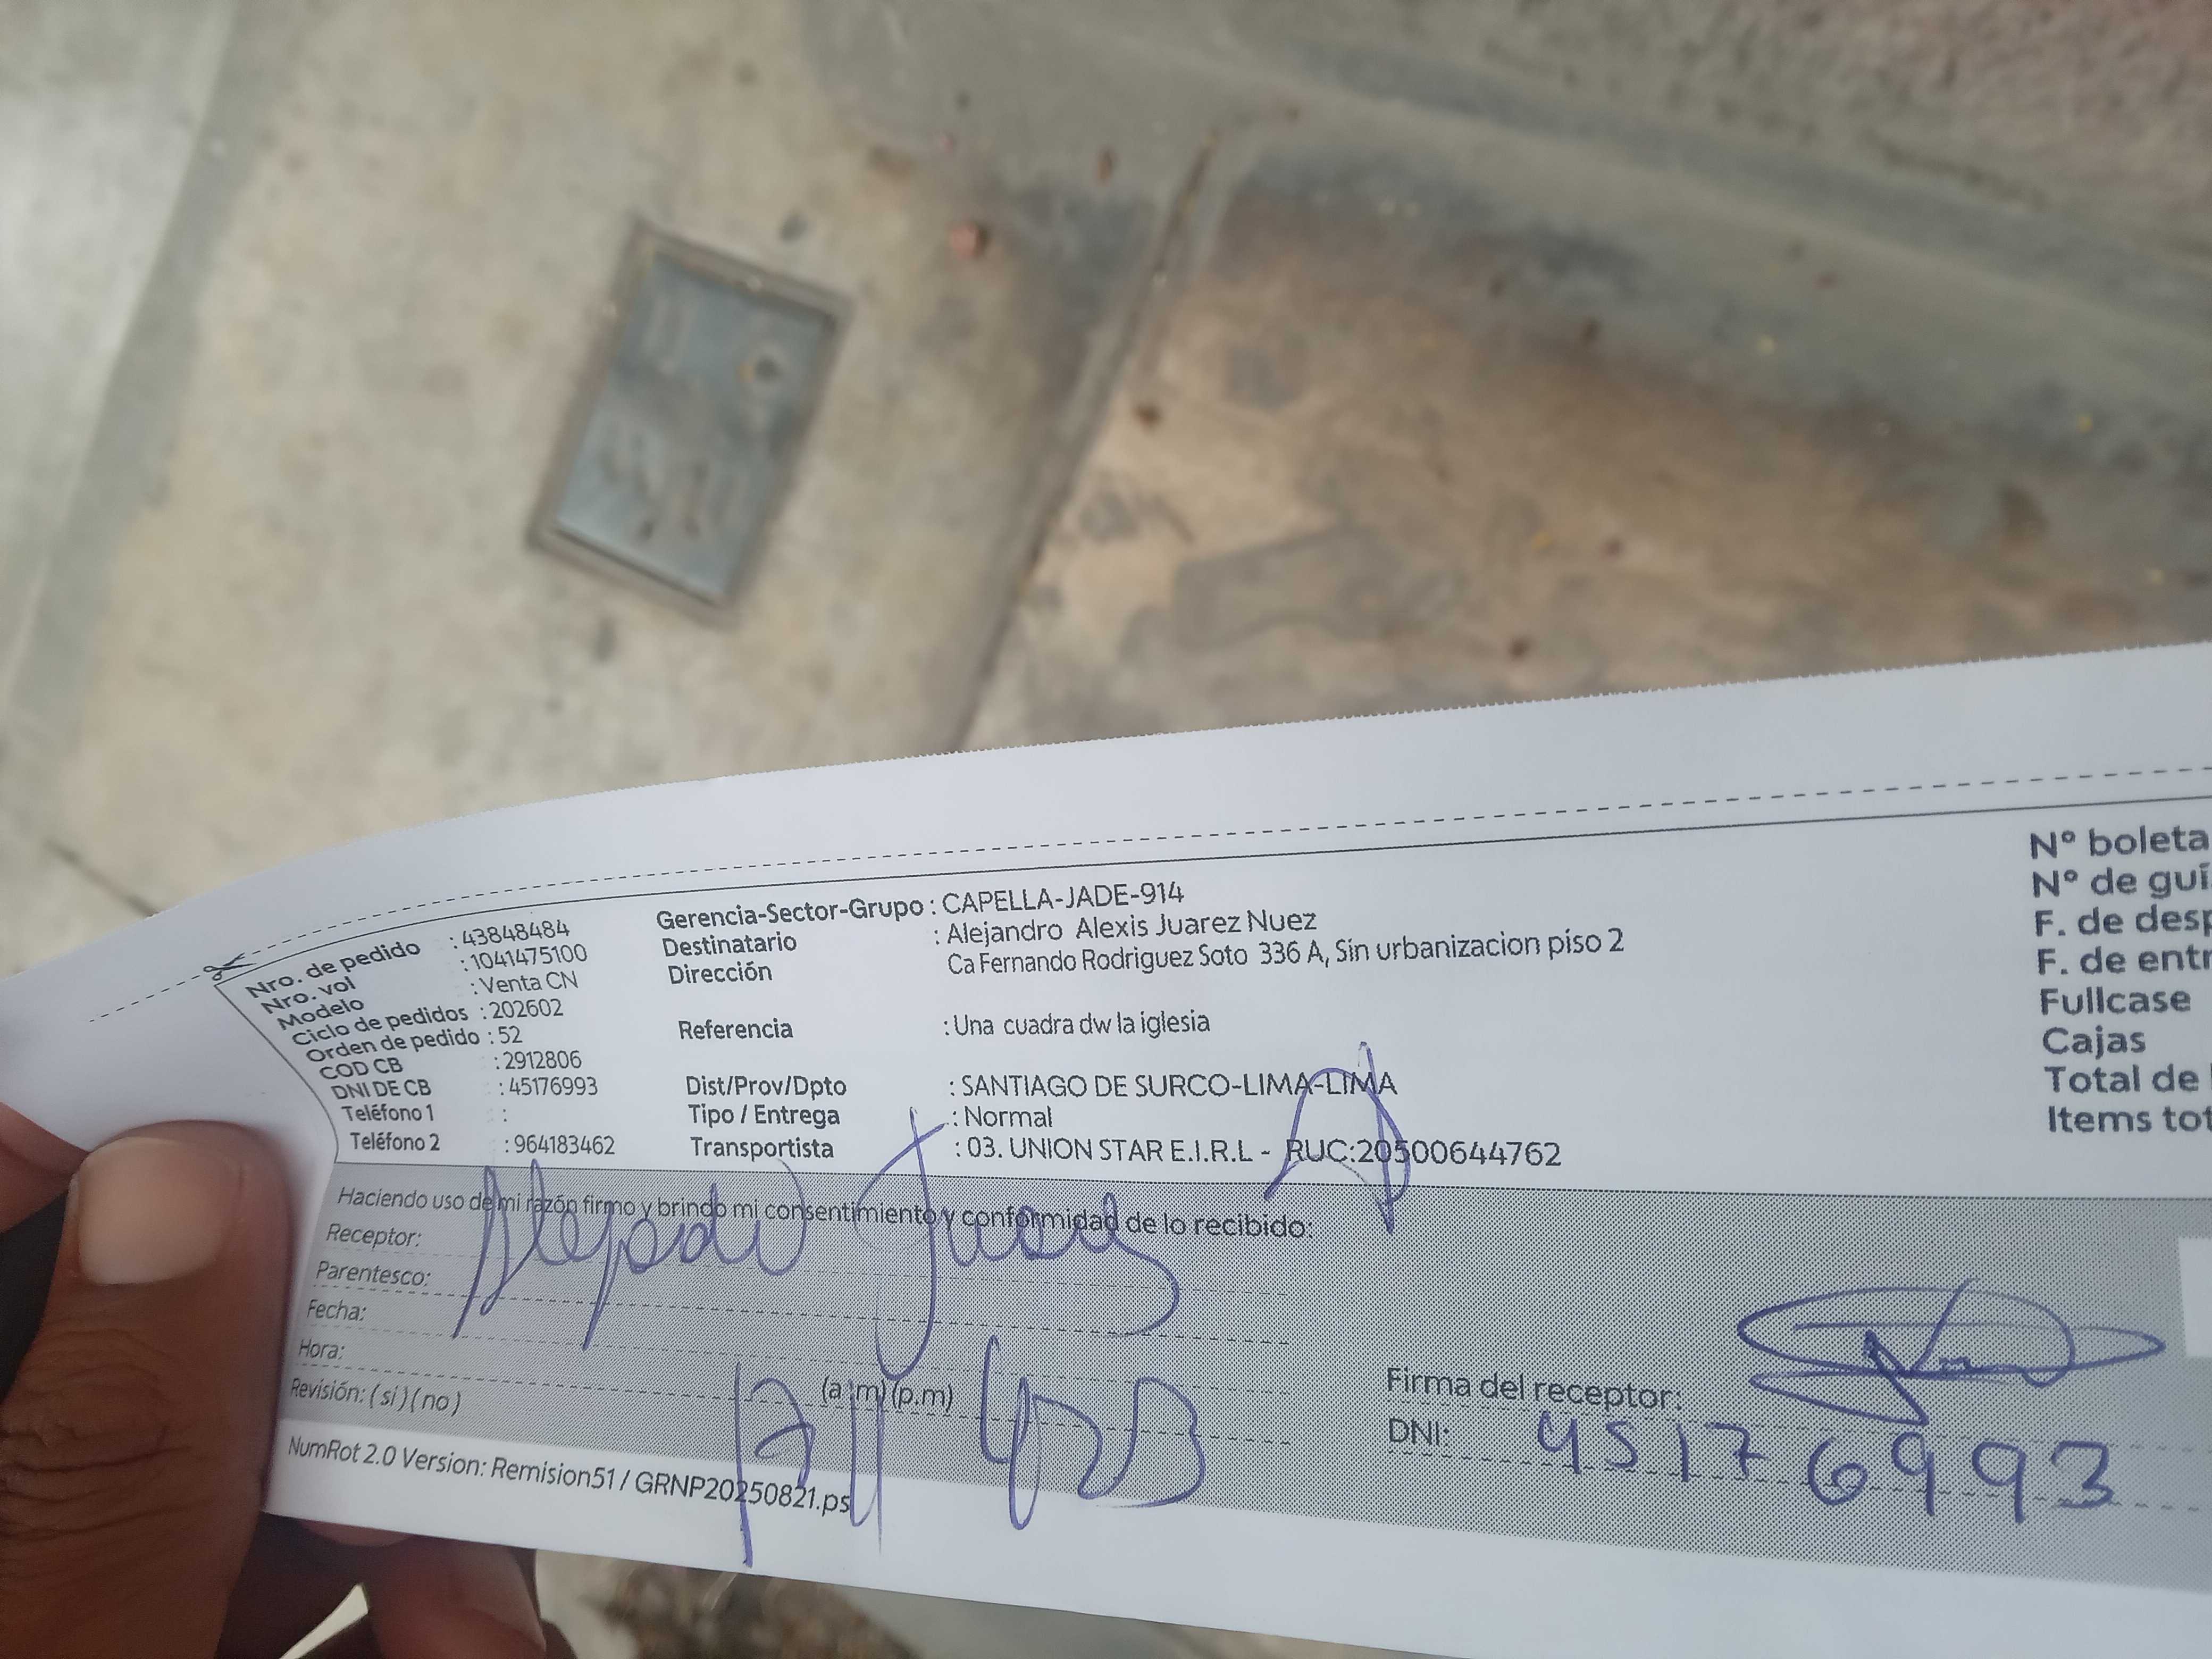 Nro. de pedido : 43848484
Nro. vol : 1041475100
Modelo : Venta CN
Ciclo de pedidos : 202602
Orden de pedido : 52
COD CB : 2912806
DNI DE CB : 45176993
Teléfono 1 :
Teléfono 2 : 964183462
Gerencia-Sector-Grupo : CAPELLA-JADE-914
Destinatario : Alejandro Alexis Juarez Nuez
Dirección Ca Fernando Rodriguez Soto 336 A, Sin urbanizacion piso 2
Referencia : Una cuadra dw la iglesia
Dist/Prov/Dpto : SANTIAGO DE SURCO-LIMA-LIMA
Tipo / Entrega : Normal
Transportista : 03. UNION STAR E.I.R.L - RUC:20500644762
Nº boleta
Nº de guí
F. de desp
F. de entr
Fullcase
Cajas
Total de
Items tot
Haciendo uso de mi razón firmo y brindo mi consentimiento y conformidad de lo recibido:
Receptor:
Parentesco:
Fecha:
Hora: (a.m) (p.m)
Revisión: (si) (no)
Firma del receptor:
DNI: 45176993
NumRot 2.0 Version: Remision51 / GRNP20250821.ps